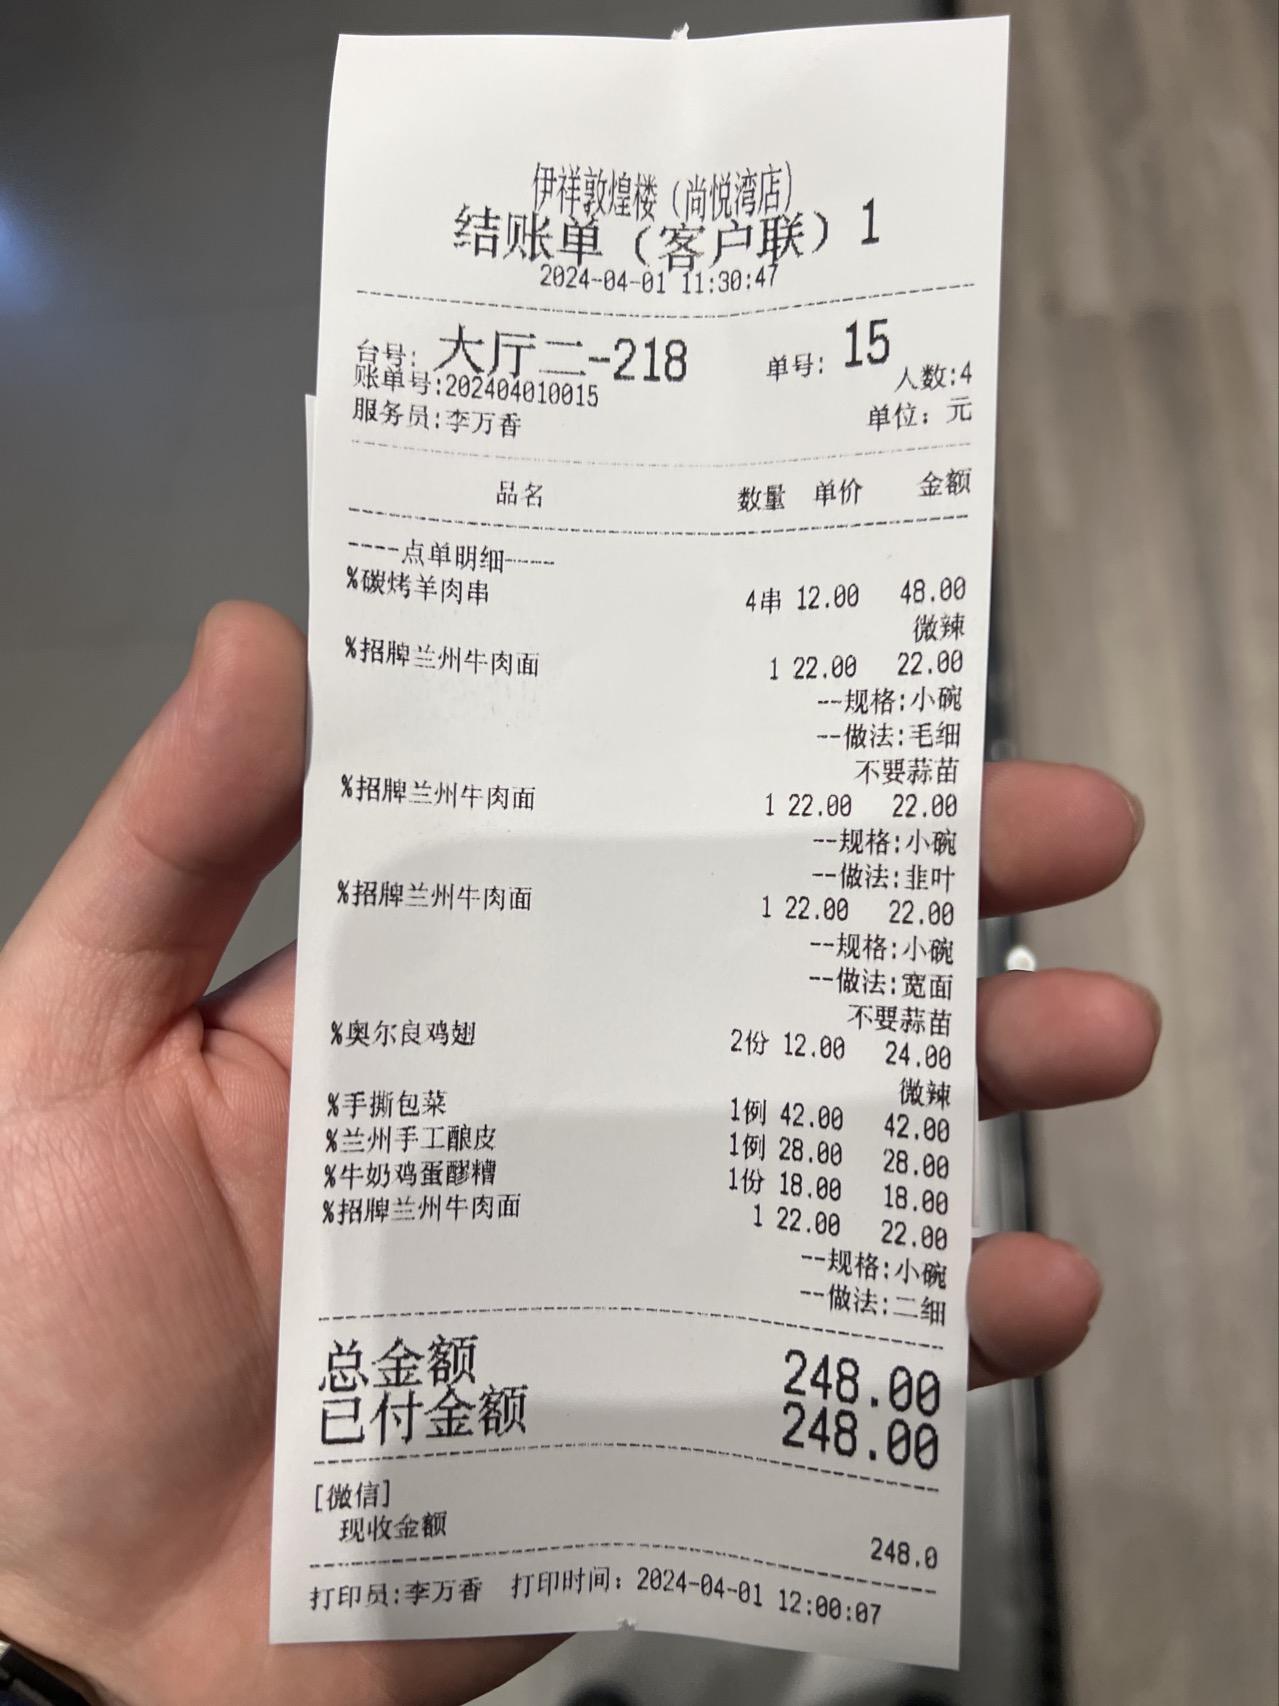 伊祥敦煌楼（尚悦湾店）
结账单（客户联）1
2024-04-01 11:30:47
台号: 大厅二-218 单号: 15
账单号:202404010015 人数:4
服务员:李万香 单位: 元
品名 数量 单价 金额
----点单明细----
%碳烤羊肉串 4串 12.00 48.00
微辣
%招牌兰州牛肉面 1 22.00 22.00
--规格:小碗
--做法:毛细
不要蒜苗
%招牌兰州牛肉面 1 22.00 22.00
--规格:小碗
--做法:韭叶
%招牌兰州牛肉面 1 22.00 22.00
--规格:小碗
--做法:宽面
不要蒜苗
%奥尔良鸡翅 2份 12.00 24.00
微辣
%手撕包菜 1例 42.00 42.00
%兰州手工酿皮 1例 28.00 28.00
%牛奶鸡蛋醪糟 1份 18.00 18.00
%招牌兰州牛肉面 1 22.00 22.00
--规格:小碗
--做法:二细
总金额 248.00
已付金额 248.00
[微信]
现收金额 248.0
打印员:李万香 打印时间: 2024-04-01 12:00:07